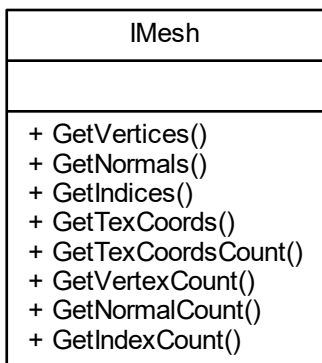 IMesh
+ GetVertices()
+ GetNormals()
+ GetIndices()
+ GetTexCoords()
+ GetTexCoordsCount()
+ GetVertexCount()
+ GetNormalCount()
+ GetIndexCount()